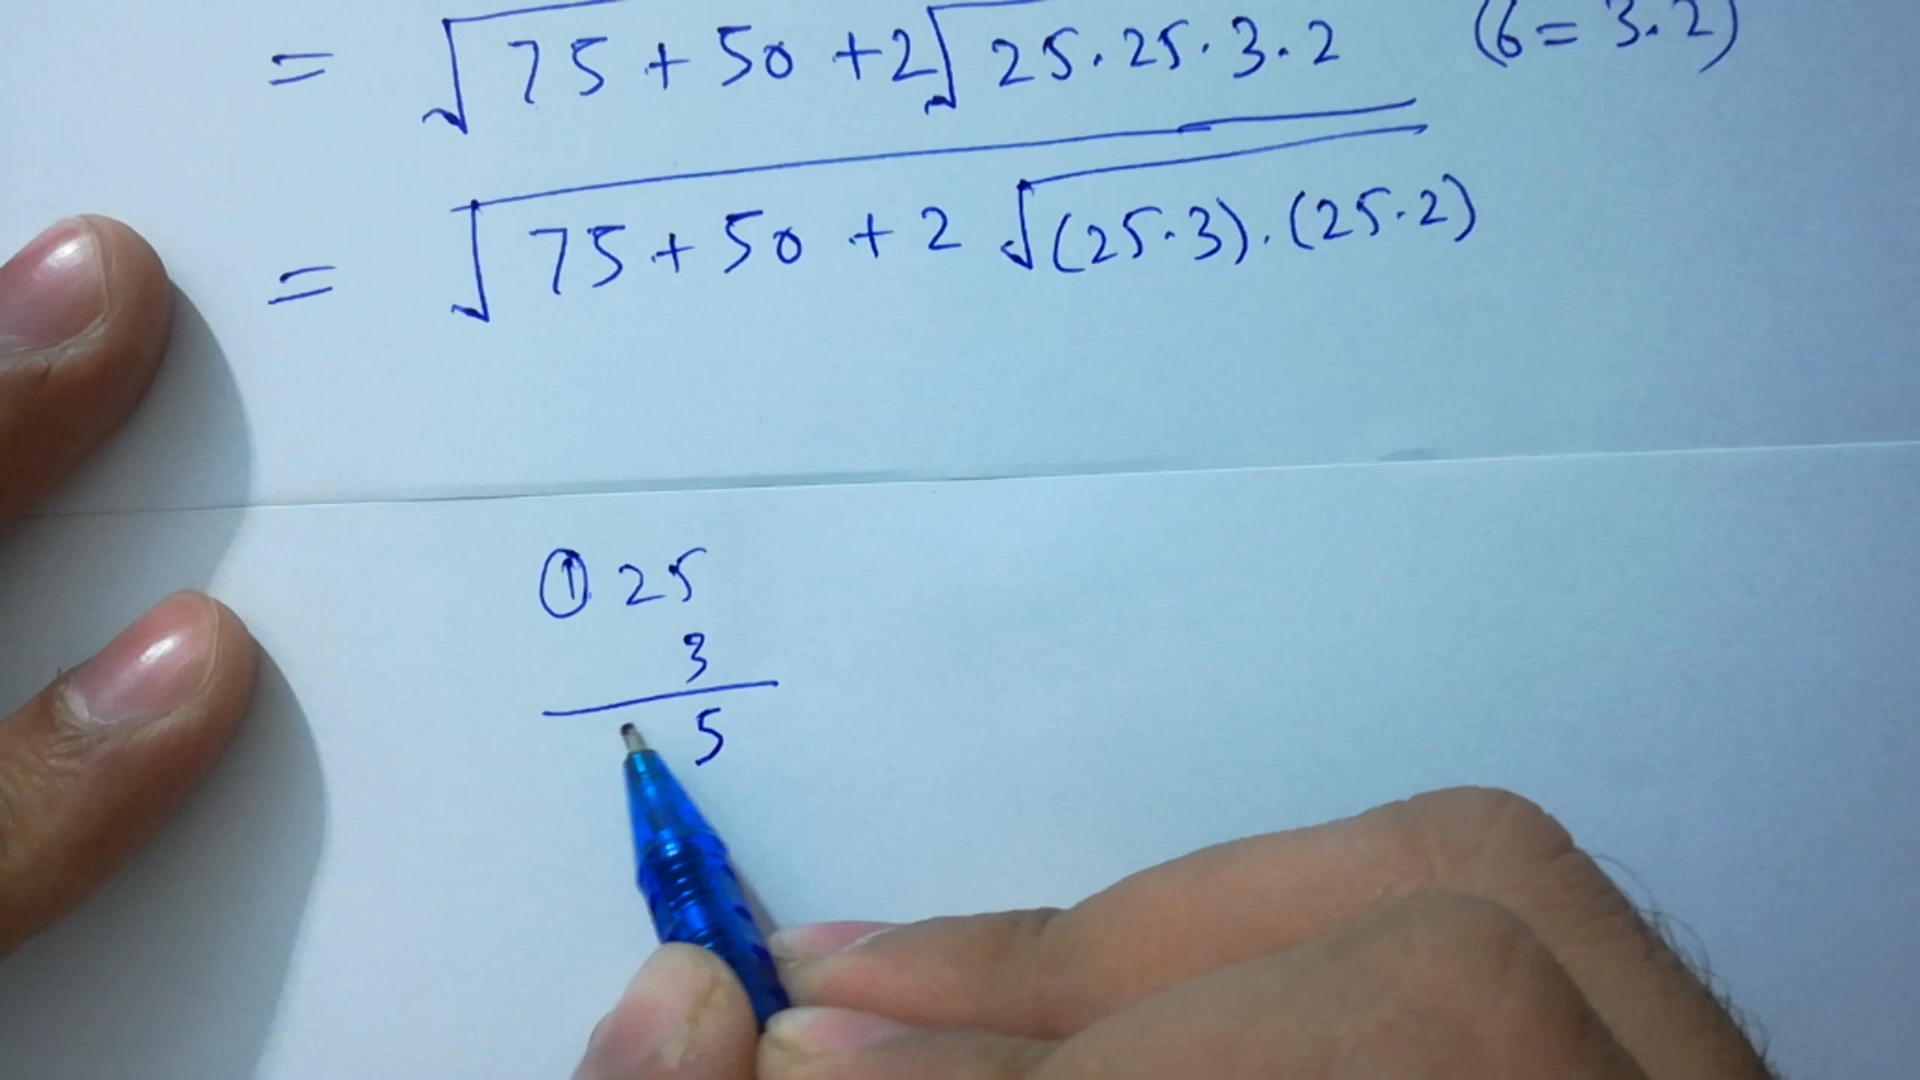 = √75 + 50 + 2√25.25.3.2 (6 = 3.2)
= √75 + 50 + 2 √(25.3).(25.2)
① 25
3
5